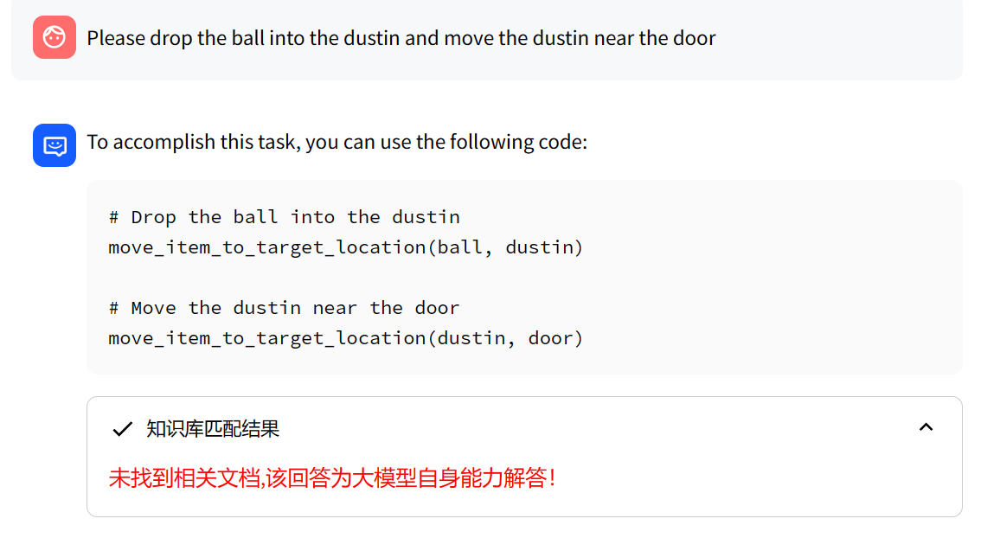 Please drop the ball into the dustin and move the dustin near the door
To accomplish this task, you can use the following code:
# Drop the ball into the dustin
move_item_to_target_location(ball, dustin)
# Move the dustin near the door
move_item_to_target_location(dustin, door)
知识库匹配结果
未找到相关文档,该回答为大模型自身能力解答!